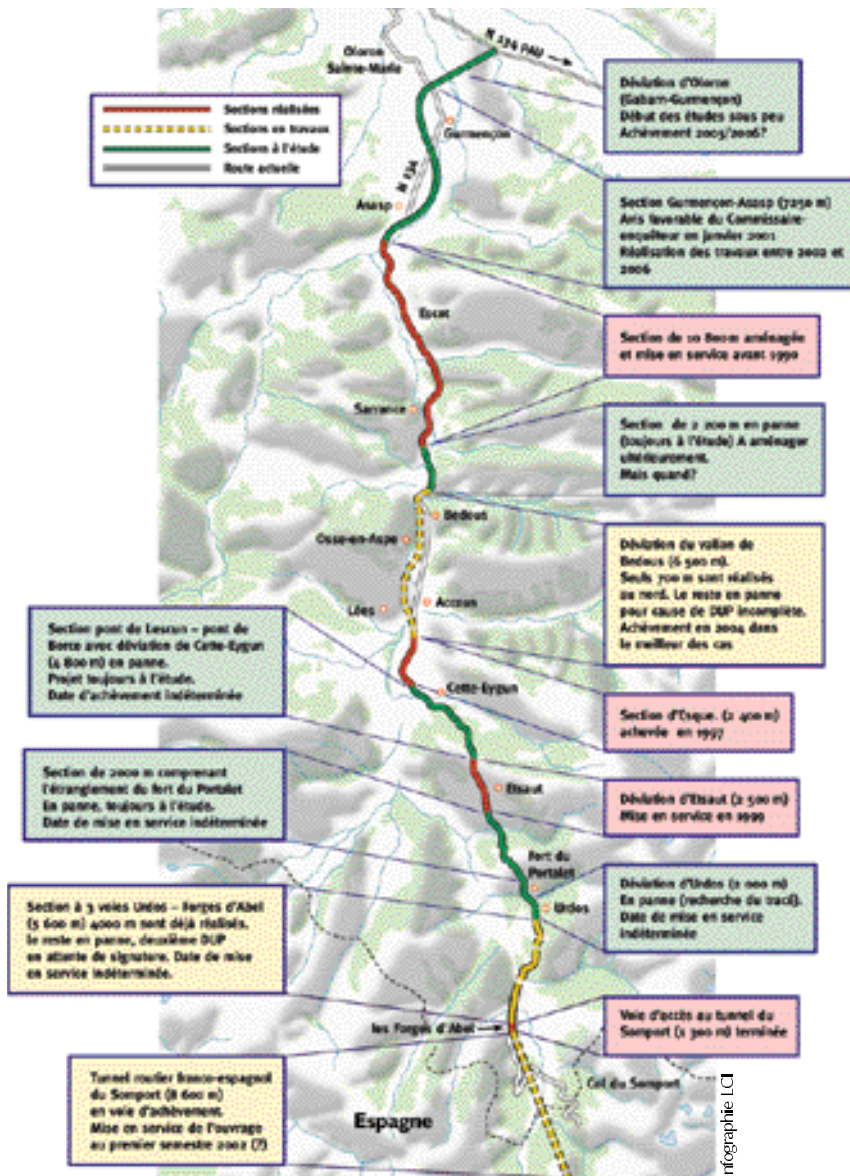 N 134 PAU
Oloron
Sainte-Marie
Sections réalisées
Sections en travaux
Sections à l'étude
Route actuelle
Gurmençon
N 134
Asasp
Escot
Sarrance
Bedous
Osse-en-Aspe
Lées
Accous
Cette-Eygun
Etsaut
Fort du
Portalet
Urdos
les Forges d'Abel
Col du Somport
Espagne
Déviation d'Oloron
(Gabarn-Gurmençon)
Début des études sous peu
Achèvement 2005/2006?
Section Gurmençon-Asasp (7250 m)
Avis favorable du Commissaire-
enquêteur en janvier 2001
Réalisation des travaux entre 2002 et
2006
Section de 10 800m aménagée
et mise en service avant 1990
Section de 2 200 m en panne
(toujours à l'étude) A aménager
ultérieurement.
Mais quand?
Déviation du vallon de
Bedous (6 500 m).
Seuls 700 m sont réalisés
au nord. Le reste en panne
pour cause de DUP incomplète.
Achèvement en 2004 dans
le meilleur des cas
Section pont de Lescun – pont de
Borce avec déviation de Cette-Eygun
(4 800 m) en panne.
Projet toujours à l'étude.
Date d'achèvement indéterminée
Section d'Esque. (2 400 m)
achevée en 1997
Section de 2000 m comprenant
l'étranglement du fort du Portalet
En panne, toujours à l'étude.
Date de mise en service indéterminée
Déviation d'Etsaut (2 500 m)
Mise en service en 1999
Déviation d'Urdos (2 000 m)
En panne (recherche du tracé).
Date de mise en service
indéterminée
Section à 3 voies Urdos – Forges d'Abel
(5 600 m) 4000 m sont déjà réalisés.
le reste en panne, deuxième DUP
en attente de signature. Date de mise
en service indéterminée.
Voie d'accès au tunnel du
Somport (1 300 m) terminée
Tunnel routier franco-espagnol
du Somport (8 600 m)
en voie d'achèvement.
Mise en service de l'ouvrage
au premier semestre 2002 (?)
nfographie LCI